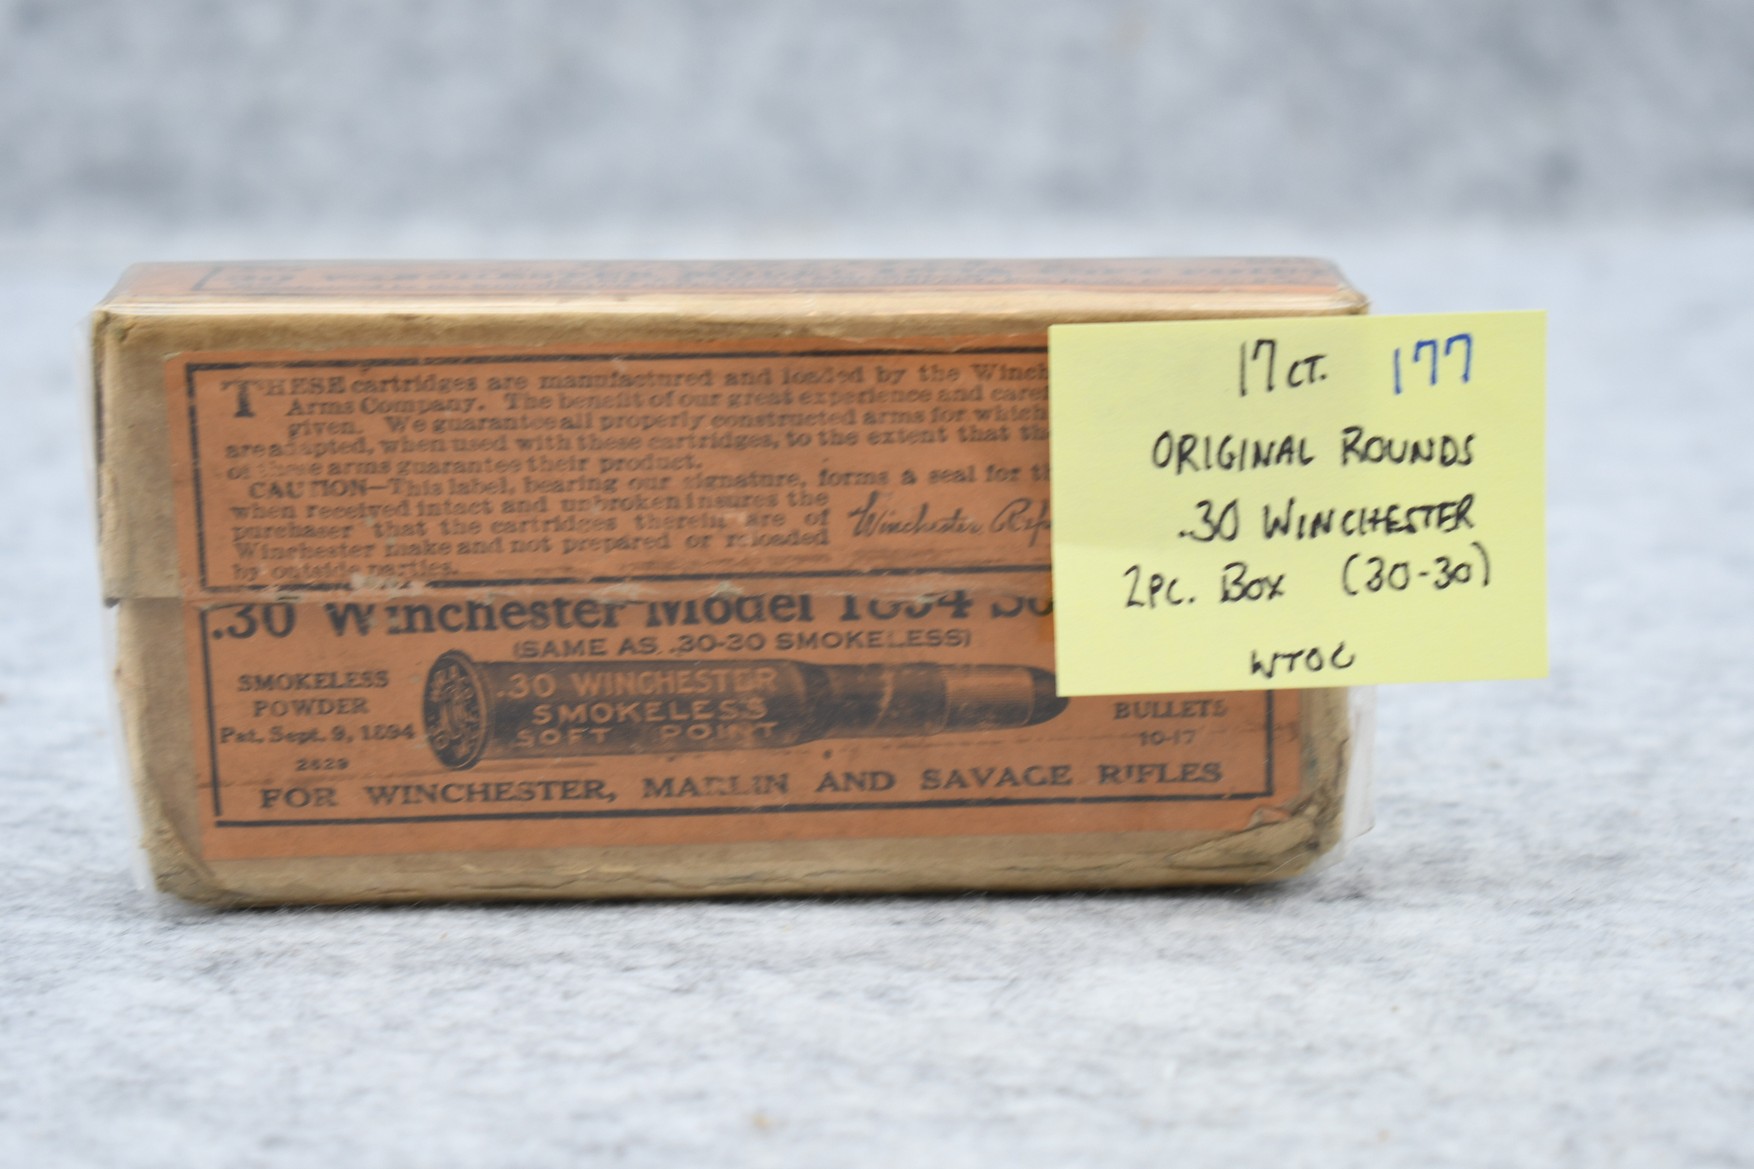 THESE cartridges are manufactured and loaded by the Winch
Arms Company. The benefit of our great experience and care
given. We guarantee all properly constructed arms for which
are adapted, when used with these cartridges, to the extent that th
of these arms guarantee their product.
CAUTION—This label, bearing our signature, forms a seal for th
when received intact and unbroken insures the
purchaser that the cartridges therein are of
Winchester make and not prepared or reloaded
by outside parties.
Winchester Rep
.30 Winchester Model 1894 So
(SAME AS .30-30 SMOKELESS)
SMOKELESS
POWDER
Pat. Sept. 9, 1894
2629
.30 WINCHESTER
SMOKELESS
SOFT POINT
BULLETS
10-17
FOR WINCHESTER, MARLIN AND SAVAGE RIFLES
17 CT. 177
ORIGINAL ROUNDS
.30 WINCHESTER
2PC. BOX (30-30)
WTOC